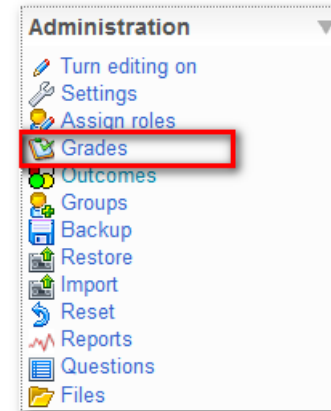 Administration
Turn editing on
Settings
Assign roles
Grades
Outcomes
Groups
Backup
Restore
Import
Reset
Reports
Questions
Files